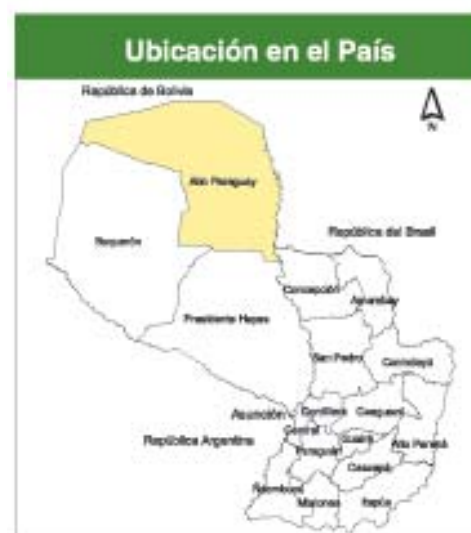 Ubicación en el País
República de Bolivia
N
Alto Paraguay
República del Brasil
Boquerón
Concepción
Amambay
Presidente Hayes
San Pedro
Canindeyú
Asunción
Cordillera
Caaguazú
Central
República Argentina
Guairá
Alto Paraná
Paraguarí
Caazapá
Ñeembucú
Misiones
Itapúa